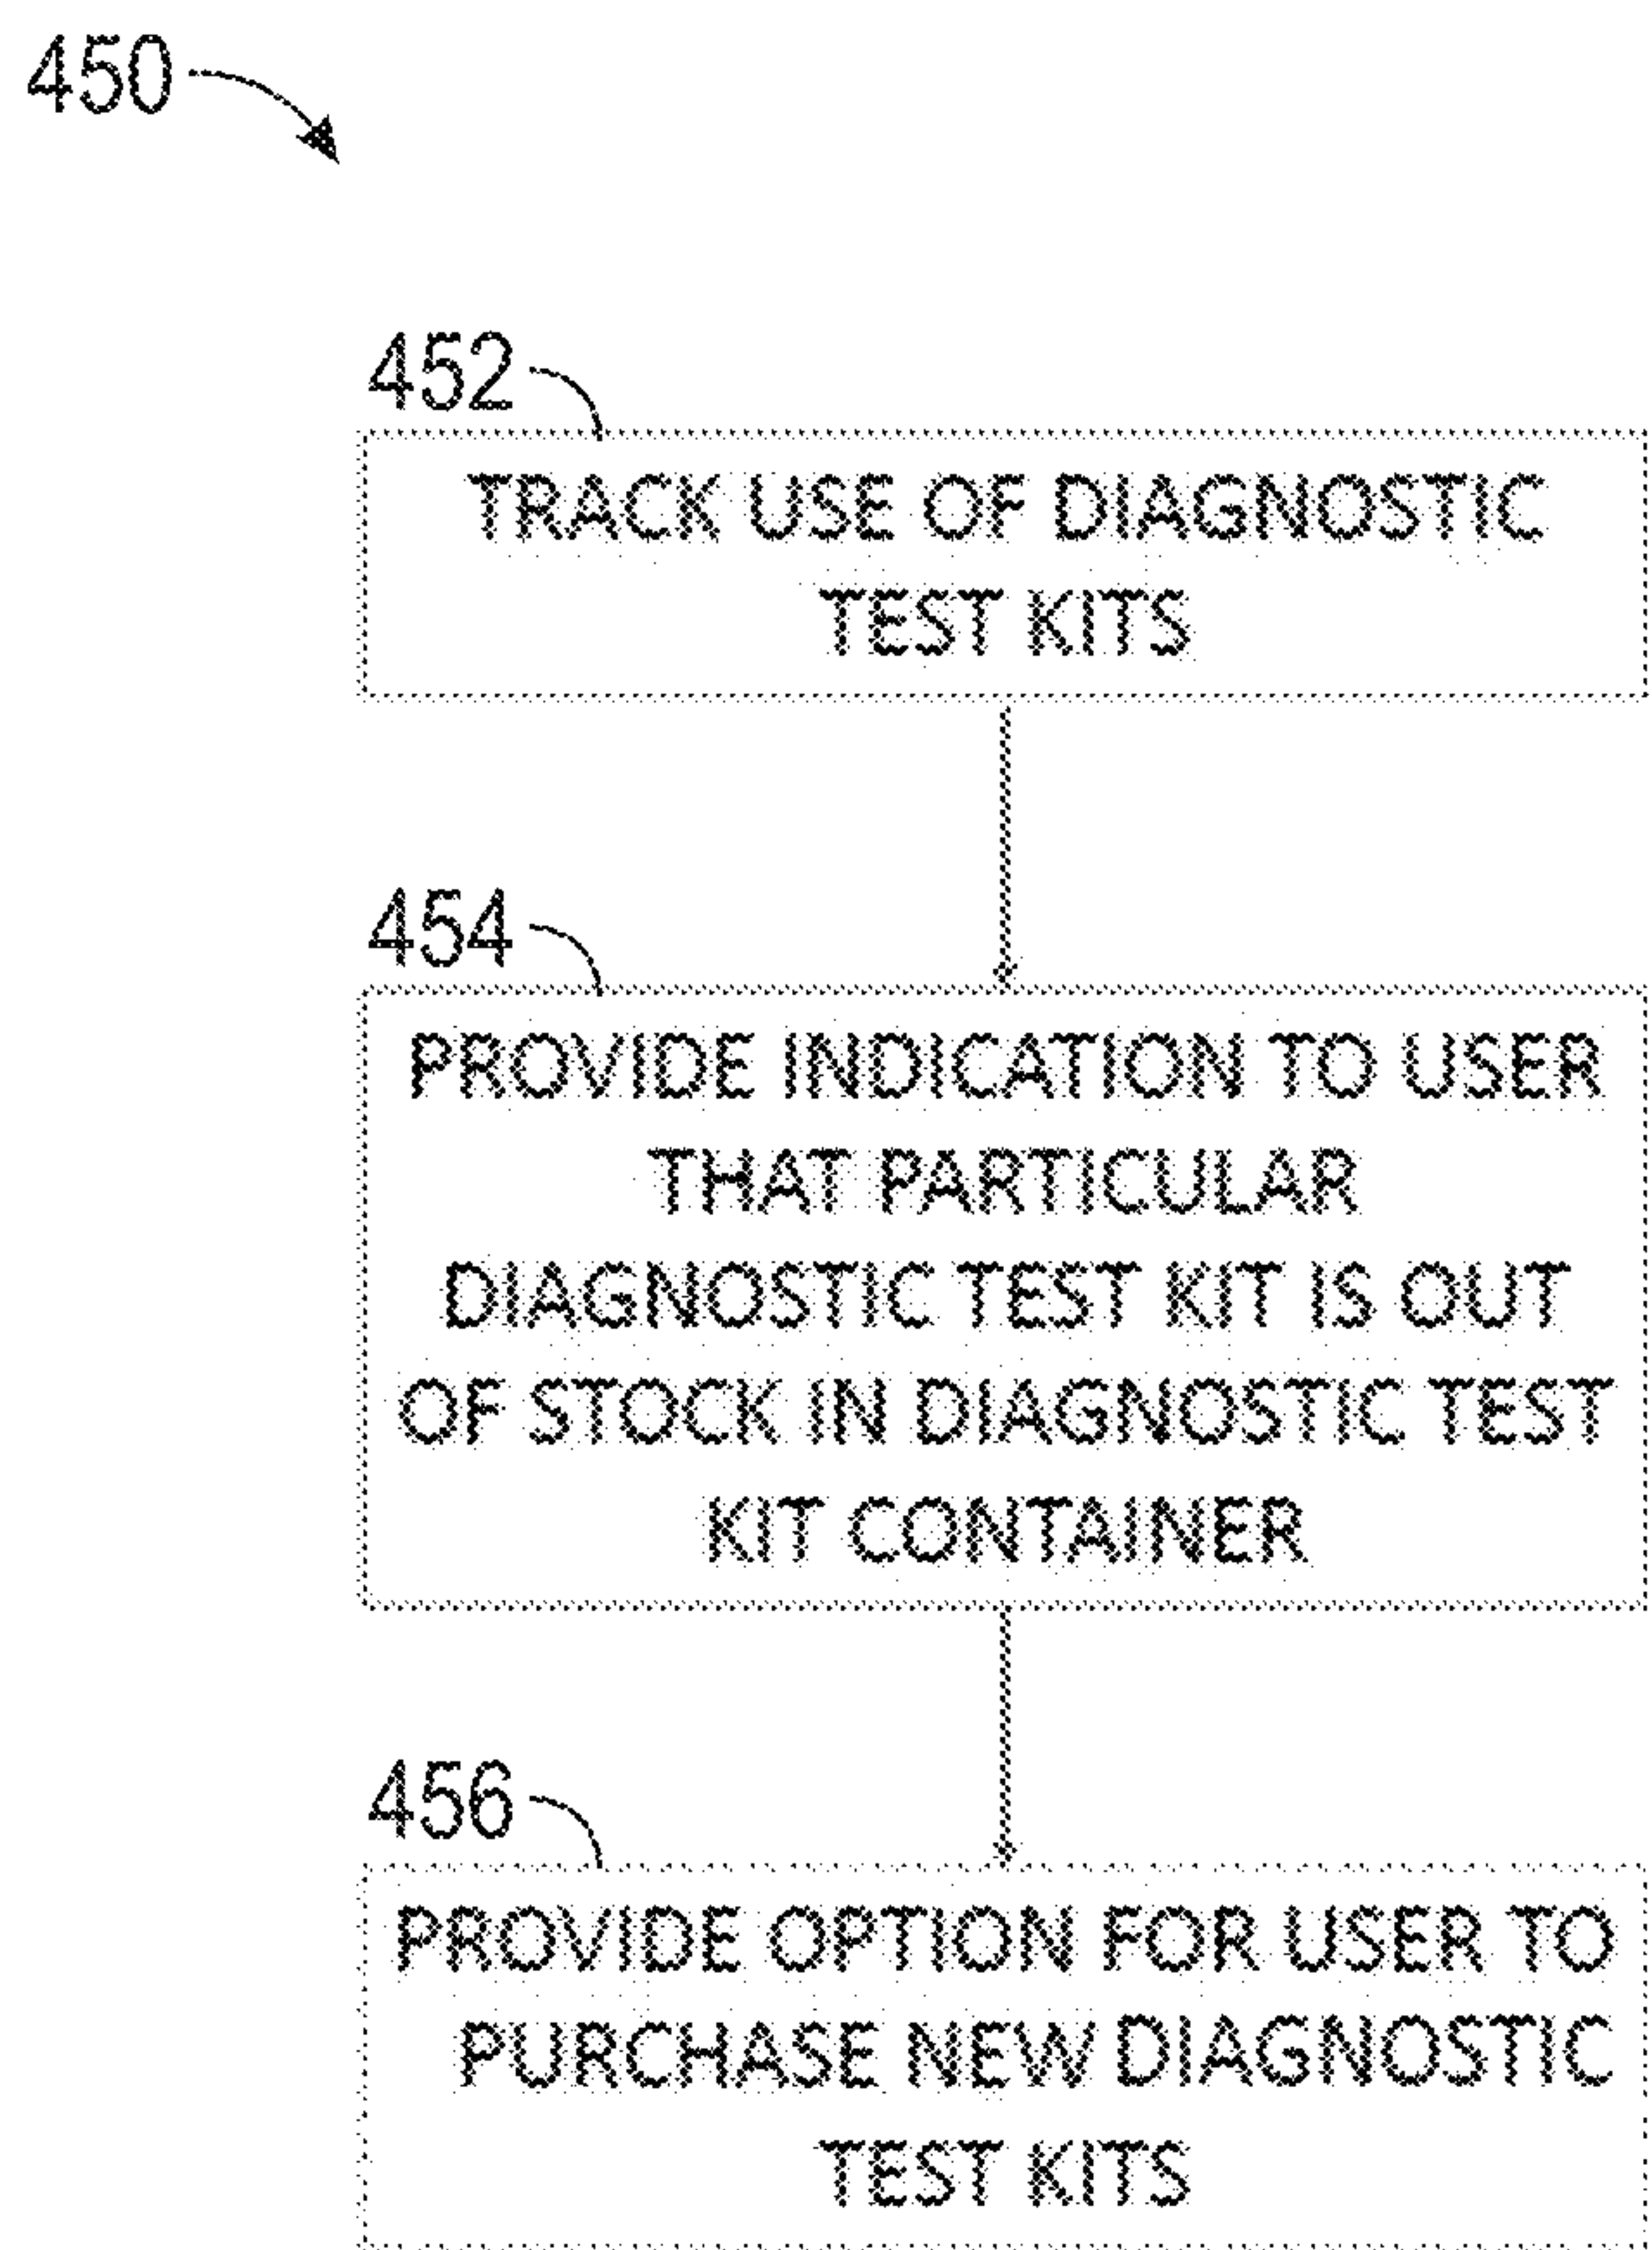 450
452
TRACK USE OF DIAGNOSTIC
TEST KITS
454
PROVIDE INDICATION TO USER
THAT PARTICULAR
DIAGNOSTIC TEST KIT IS OUT
OF STOCK IN DIAGNOSTIC TEST
KIT CONTAINER
456
PROVIDE OPTION FOR USER TO
PURCHASE NEW DIAGNOSTIC
TEST KITS